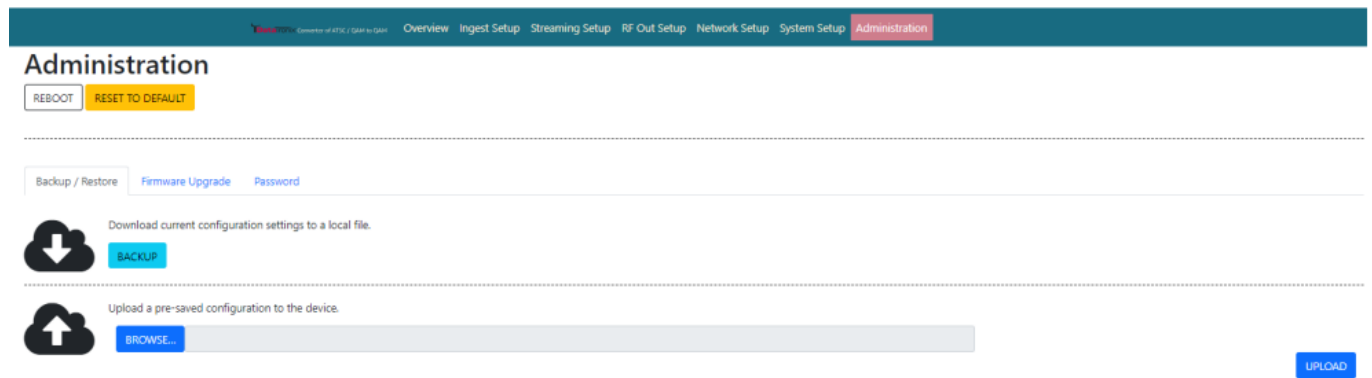 Converter of ATSC / QAM to QAM Overview Ingest Setup Streaming Setup RF Out Setup Network Setup System Setup Administration
Administration
REBOOT RESET TO DEFAULT
Backup / Restore Firmware Upgrade Password
Download current configuration settings to a local file.
BACKUP
Upload a pre-saved configuration to the device.
BROWSE...
UPLOAD